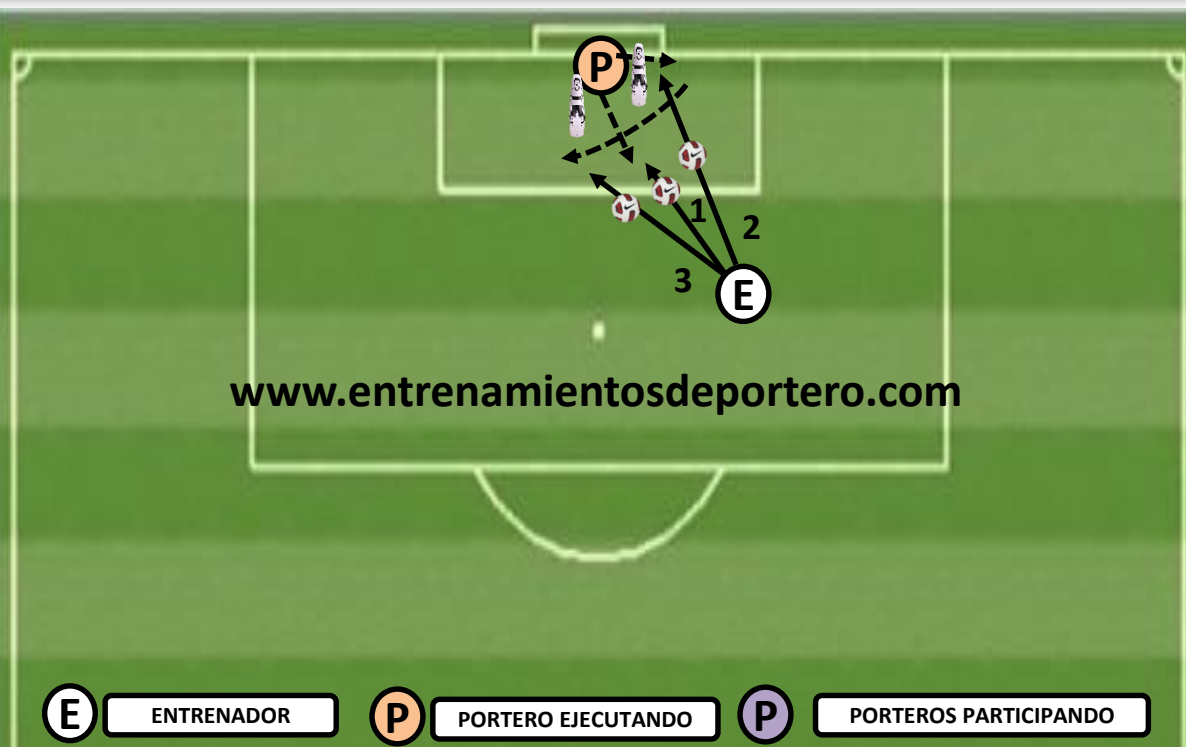 P
1
2
3
E
www.entrenamientosdeportero.com
E ENTRENADOR
P PORTERO EJECUTANDO
P PORTEROS PARTICIPANDO